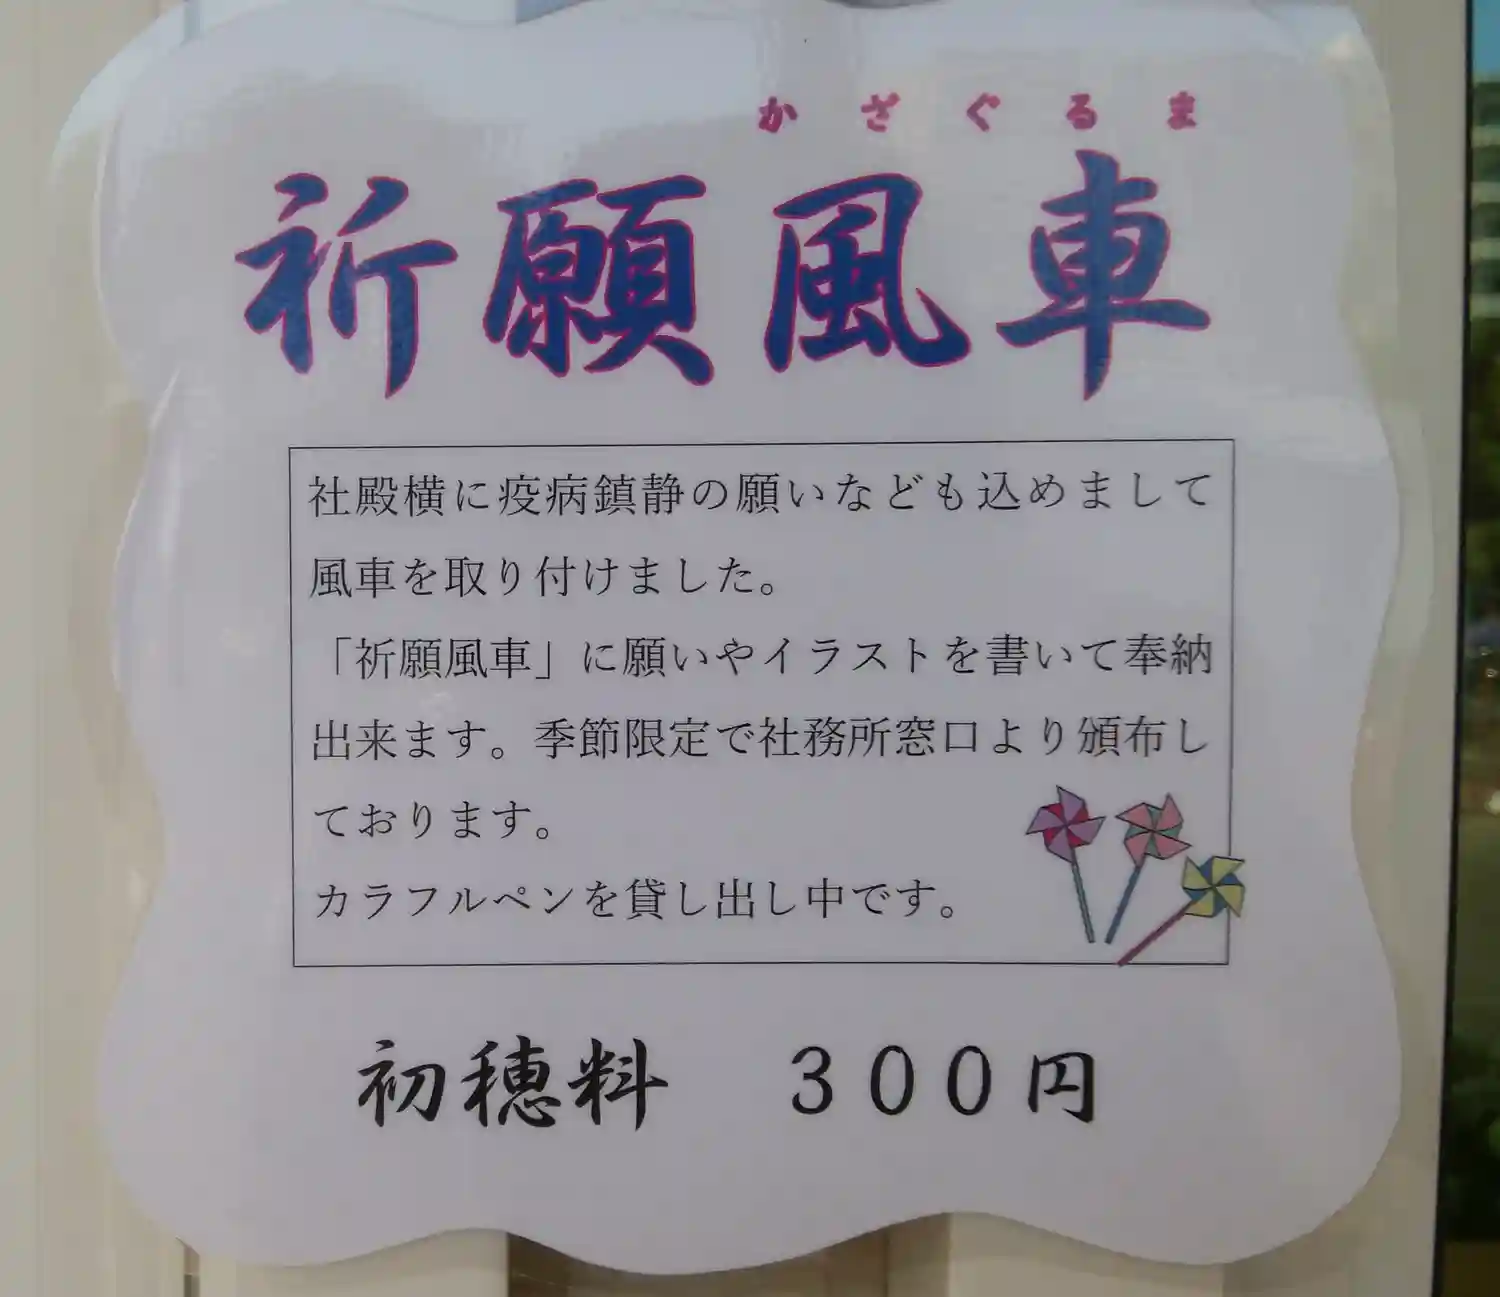 かざぐるま
祈願風車
社殿横に疫病鎮静の願いなども込めまして
風車を取り付けました。
「祈願風車」に願いやイラストを書いて奉納
出来ます。季節限定で社務所窓口より頒布し
ております。
カラフルペンを貸し出し中です。
初穂料　３００円